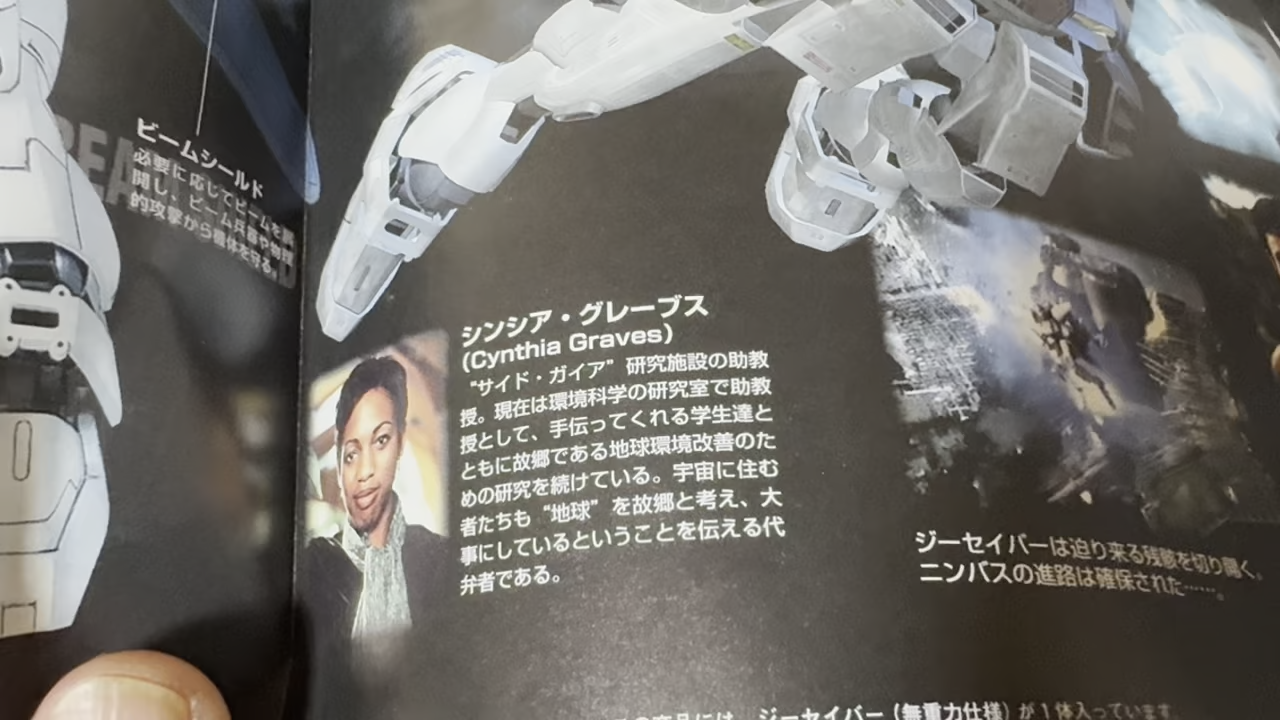 ビームシールド
必要に応じてビームを展
開し、ビーム兵器や物理
的攻撃から機体を守る。
シンシア・グレーブス
(Cynthia Graves)
“サイド・ガイア”研究施設の助教
授。現在は環境科学の研究室で助教
授として、手伝ってくれる学生達と
ともに故郷である地球環境改善のた
めの研究を続けている。宇宙に住む
者たちも“地球”を故郷と考え、大
事にしているということを伝える代
弁者である。
ジーセイバーは迫り来る残骸を切り開く。
ニンバスの進路は確保された……。
商品には、ジーセイバー（無重力仕様）が1体入っています